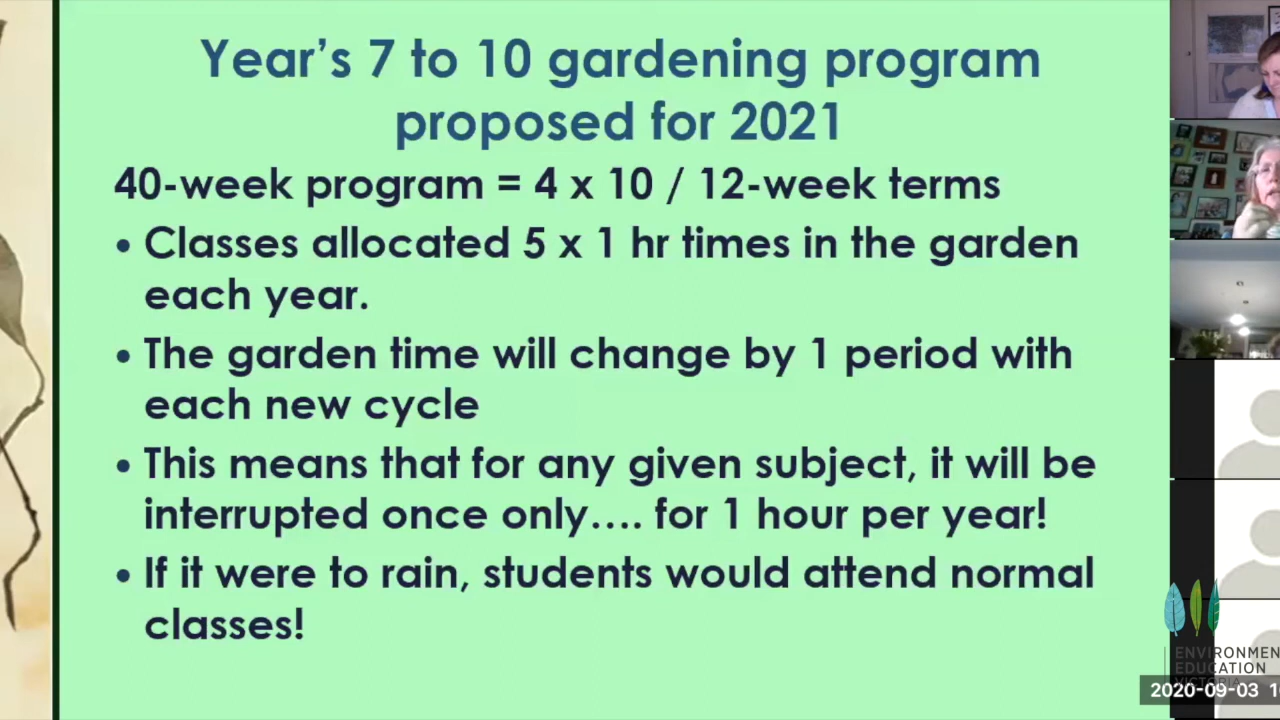 Year’s 7 to 10 gardening program
proposed for 2021
40-week program = 4 x 10 / 12-week terms
• Classes allocated 5 x 1 hr times in the garden
each year.
• The garden time will change by 1 period with
each new cycle
• This means that for any given subject, it will be
interrupted once only…. for 1 hour per year!
• If it were to rain, students would attend normal
classes!
ENVIRONMEN
EDUCATION
VICTORIA
2020-09-03 1